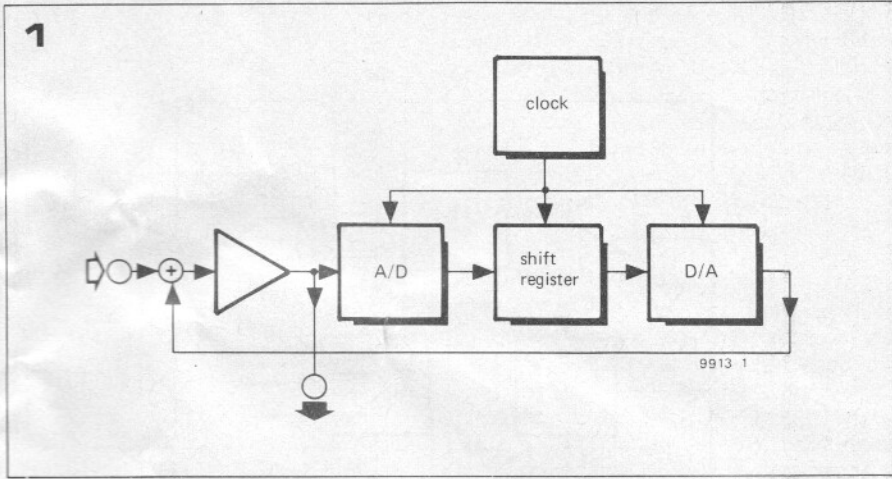 1
clock
A/D
shift
register
D/A
+
9913 1